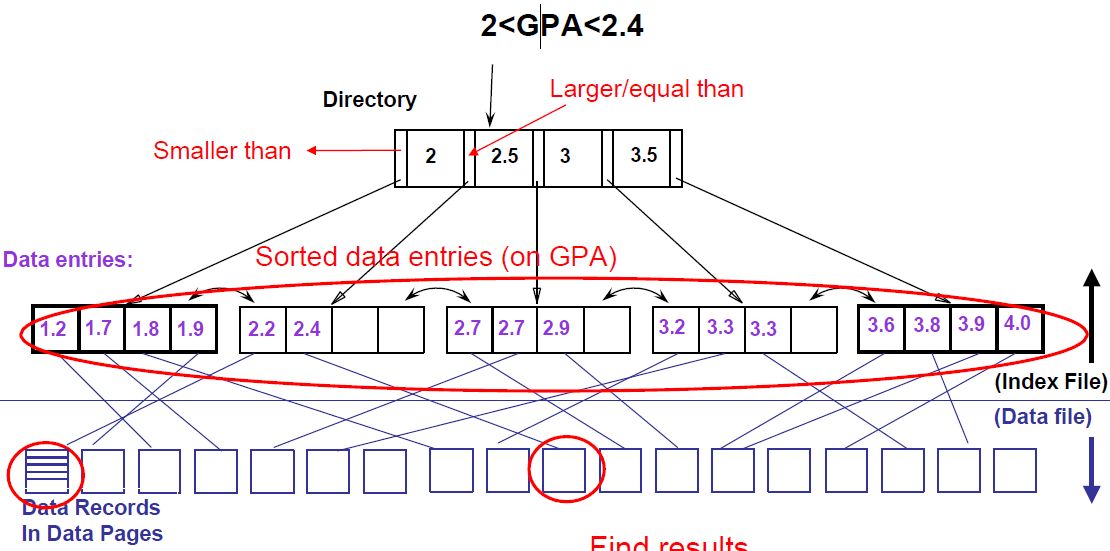 2<GPA<2.4
Larger/equal than
Directory
Smaller than
2 2.5 3 3.5
Data entries:
Sorted data entries (on GPA)
1.2 1.7 1.8 1.9 2.2 2.4 2.7 2.7 2.9 3.2 3.3 3.3 3.6 3.8 3.9 4.0
(Index File)
(Data file)
Data Records
In Data Pages
Find results